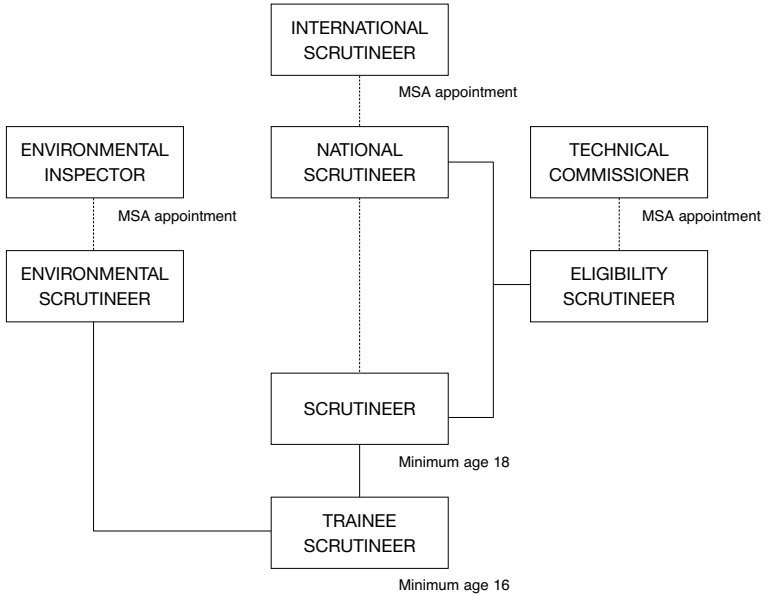 INTERNATIONAL
SCRUTINEER
MSA appointment
ENVIRONMENTAL
INSPECTOR
NATIONAL
SCRUTINEER
TECHNICAL
COMMISSIONER
MSA appointment
MSA appointment
ENVIRONMENTAL
SCRUTINEER
ELIGIBILITY
SCRUTINEER
SCRUTINEER
Minimum age 18
TRAINEE
SCRUTINEER
Minimum age 16